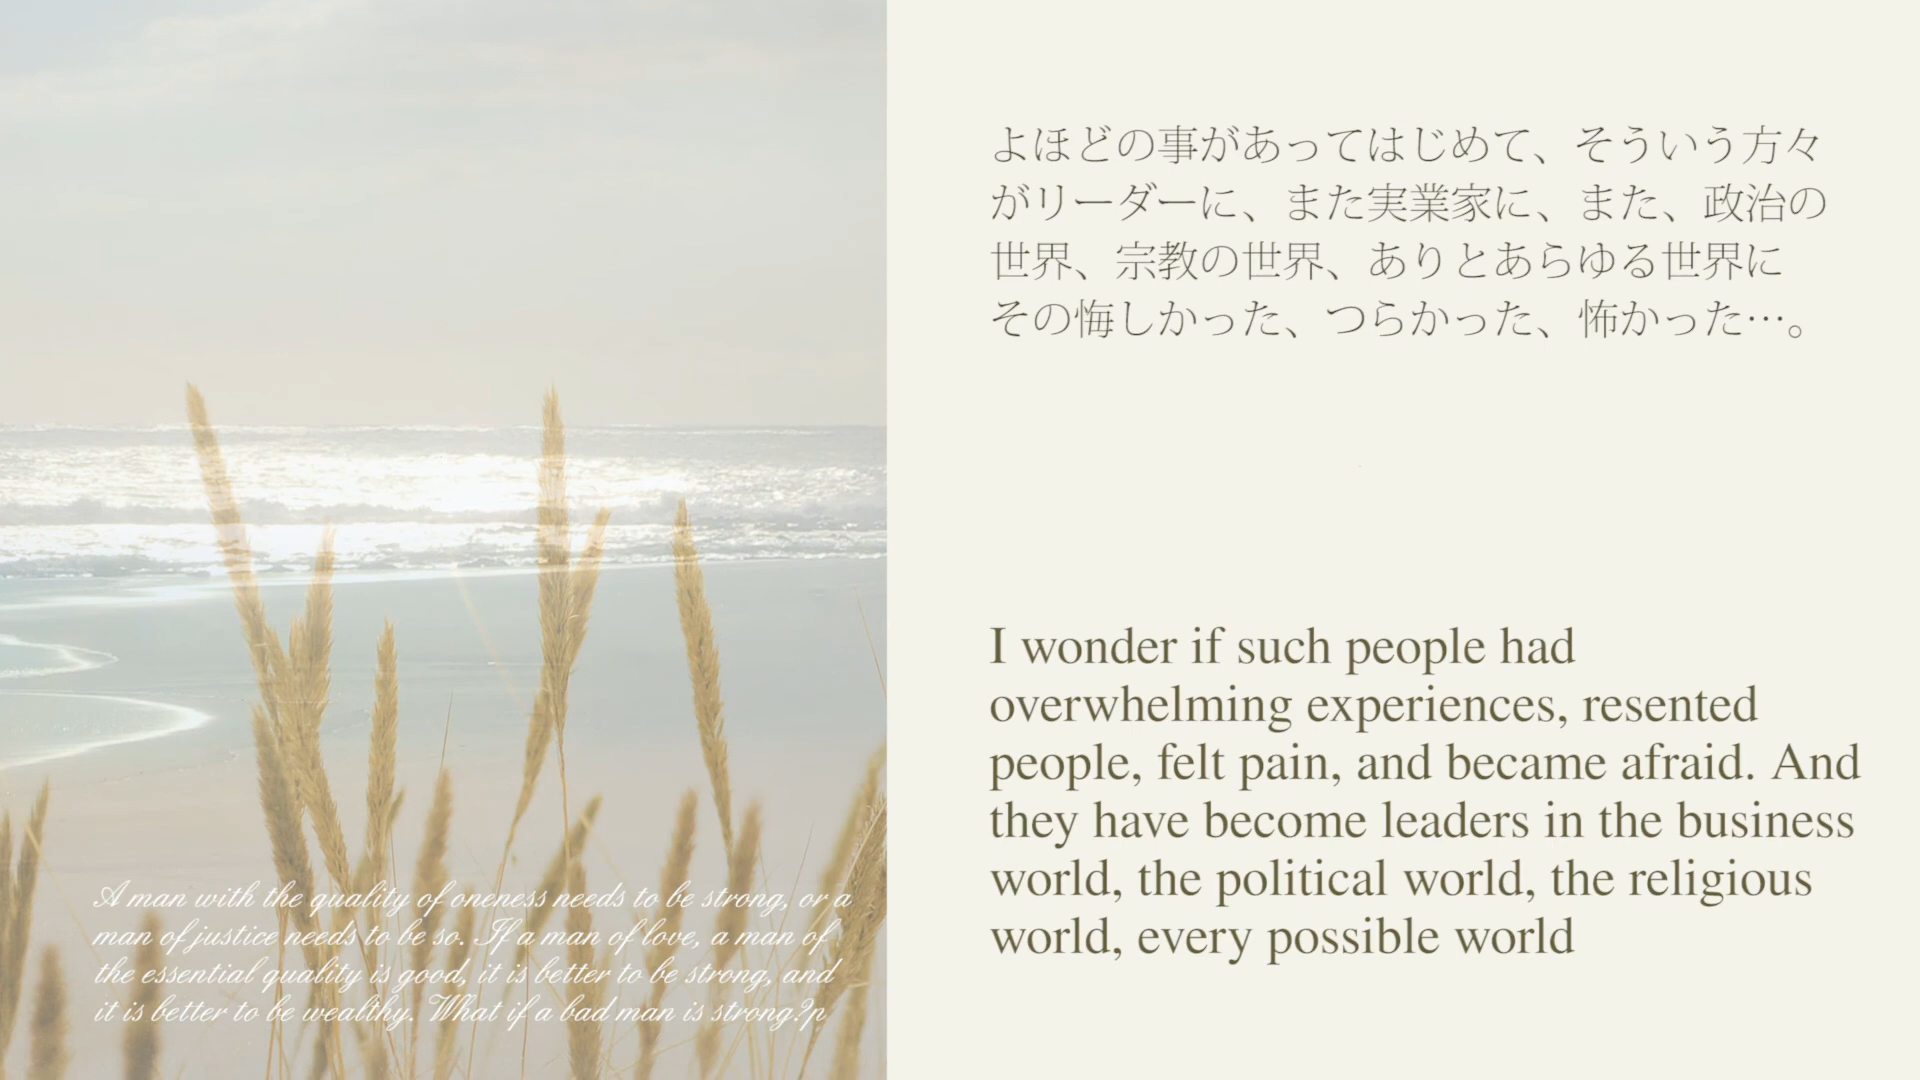 よほどの事があってはじめて、そういう方々
がリーダーに、また実業家に、また、政治の
世界、宗教の世界、ありとあらゆる世界に
その悔しかった、つらかった、怖かった…。
I wonder if such people had
overwhelming experiences, resented
people, felt pain, and became afraid. And
they have become leaders in the business
world, the political world, the religious
world, every possible world
A man with the quality of oneness needs to be strong, or a
man of justice needs to be so. If a man of love, a man of
the essential quality is good, it is better to be strong, and
it is better to be wealthy. What if a bad man is strong?p